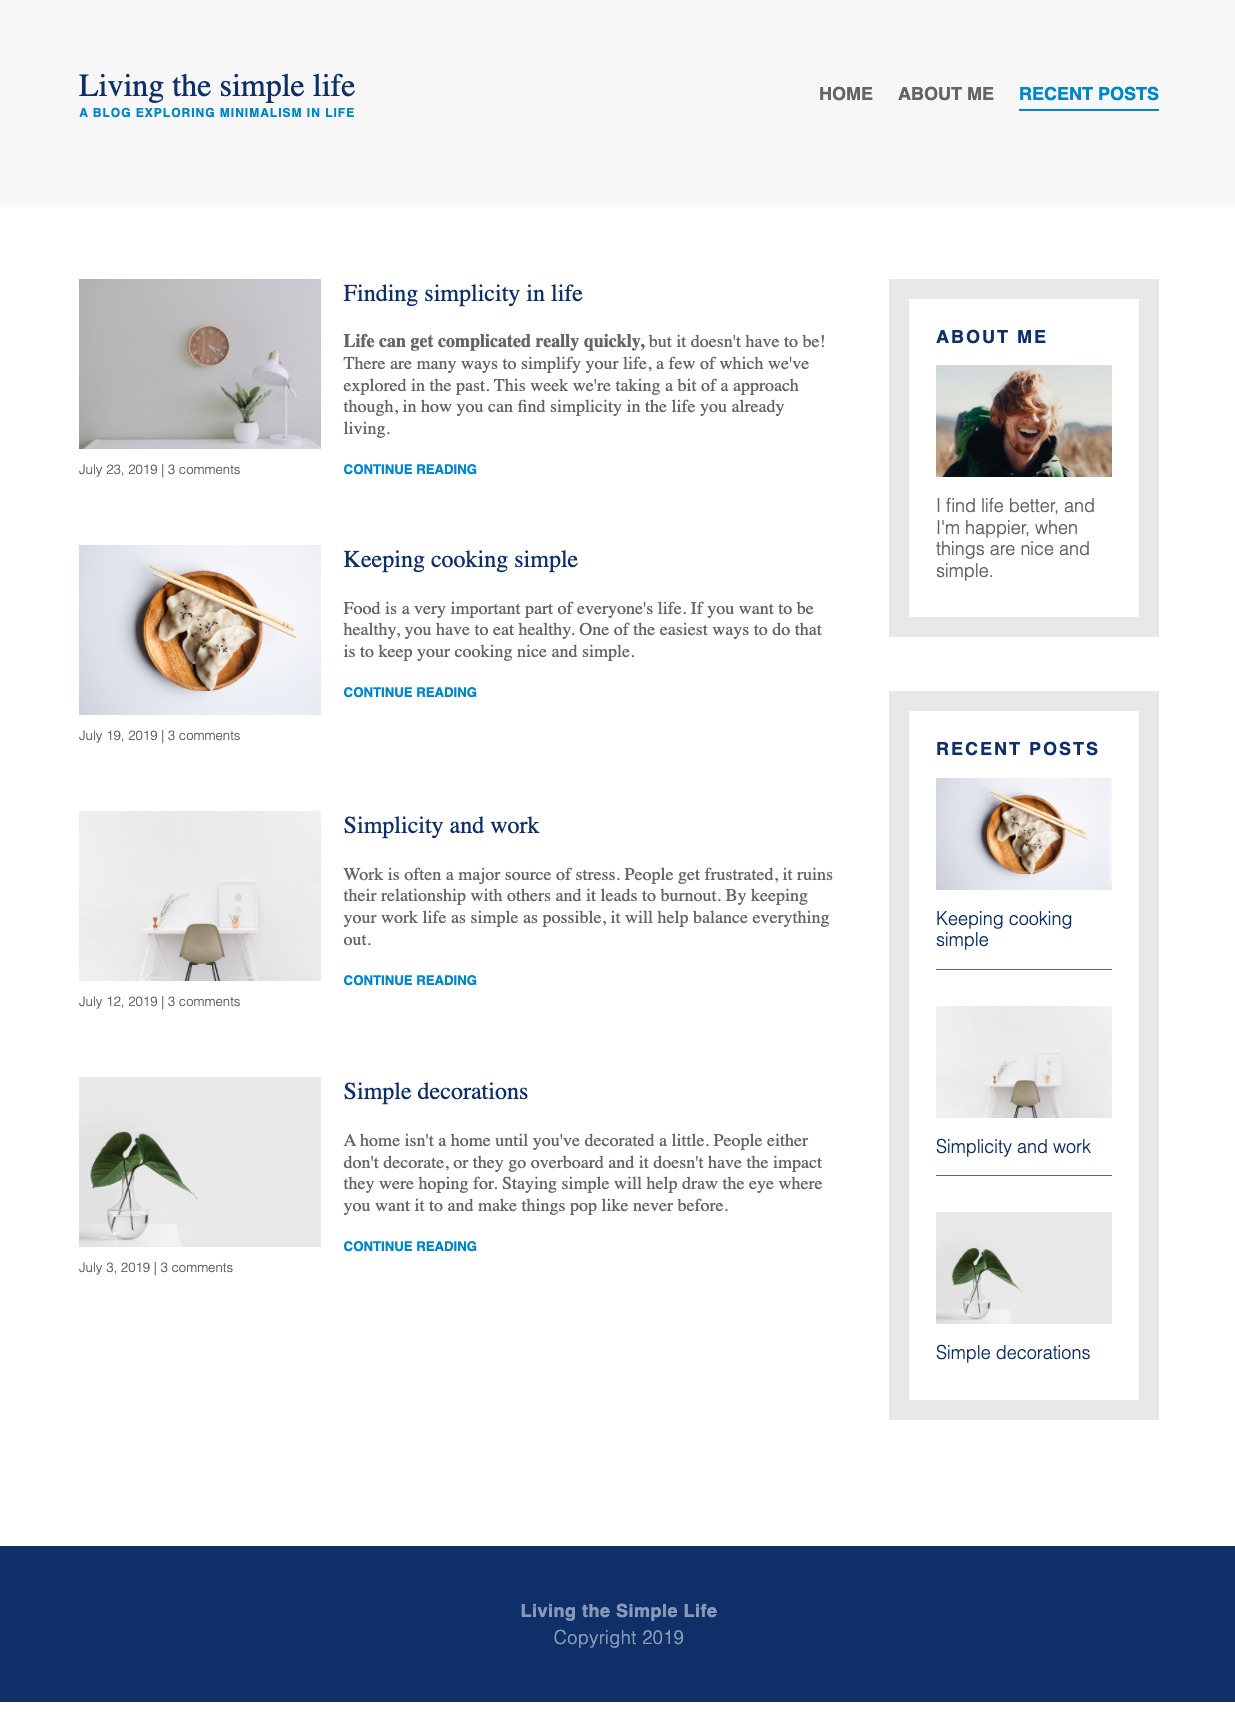 Living the simple life
A BLOG EXPLORING MINIMALISM IN LIFE
HOME ABOUT ME RECENT POSTS
Finding simplicity in life
Life can get complicated really quickly, but it doesn't have to be!
There are many ways to simplify your life, a few of which we've
explored in the past. This week we're taking a bit of a approach
though, in how you can find simplicity in the life you already
living.
July 23, 2019 | 3 comments
CONTINUE READING
Keeping cooking simple
Food is a very important part of everyone's life. If you want to be
healthy, you have to eat healthy. One of the easiest ways to do that
is to keep your cooking nice and simple.
CONTINUE READING
July 19, 2019 | 3 comments
Simplicity and work
Work is often a major source of stress. People get frustrated, it ruins
their relationship with others and it leads to burnout. By keeping
your work life as simple as possible, it will help balance everything
out.
CONTINUE READING
July 12, 2019 | 3 comments
Simple decorations
A home isn't a home until you've decorated a little. People either
don't decorate, or they go overboard and it doesn't have the impact
they were hoping for. Staying simple will help draw the eye where
you want it to and make things pop like never before.
CONTINUE READING
July 3, 2019 | 3 comments
ABOUT ME
I find life better, and
I'm happier, when
things are nice and
simple.
RECENT POSTS
Keeping cooking
simple
Simplicity and work
Simple decorations
Living the Simple Life
Copyright 2019